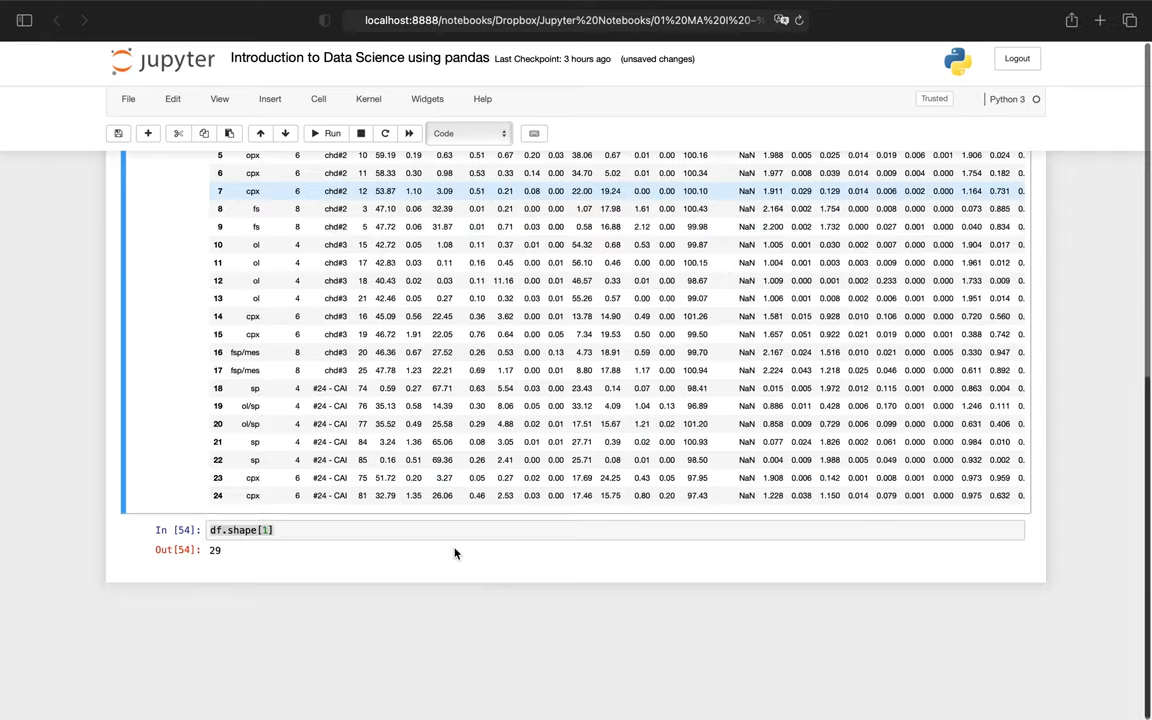 localhost:8888/notebooks/Dropbox/Jupyter%20Notebooks/01%20MA%20I%20–%
jupyter Introduction to Data Science using pandas Last Checkpoint: 3 hours ago (unsaved changes) Logout
File Edit View Insert Cell Kernel Widgets Help Trusted Python 3
Run Code
5 opx 6 chd#2 10 59.19 0.19 0.63 0.51 0.67 0.20 0.03 38.06 0.67 0.01 0.00 100.16 NaN 1.988 0.005 0.025 0.014 0.019 0.006 0.001 1.906 0.024 0.
6 cpx 6 chd#2 11 58.33 0.30 0.98 0.53 0.33 0.14 0.00 34.70 5.02 0.01 0.00 100.34 NaN 1.977 0.008 0.039 0.014 0.009 0.004 0.000 1.754 0.182 0.
7 cpx 6 chd#2 12 53.87 1.10 3.09 0.51 0.21 0.08 0.00 22.00 19.24 0.00 0.00 100.10 NaN 1.911 0.029 0.129 0.014 0.006 0.002 0.000 1.164 0.731 0.
8 fs 8 chd#2 3 47.10 0.06 32.39 0.01 0.21 0.00 0.00 1.07 17.98 1.61 0.00 100.43 NaN 2.164 0.002 1.754 0.000 0.008 0.000 0.000 0.073 0.885 0.
9 fs 8 chd#2 5 47.72 0.06 31.87 0.01 0.71 0.03 0.00 0.58 16.88 2.12 0.00 99.98 NaN 2.200 0.002 1.732 0.000 0.027 0.001 0.000 0.040 0.834 0.
10 ol 4 chd#3 15 42.72 0.05 1.08 0.11 0.37 0.01 0.00 54.32 0.68 0.53 0.00 99.87 NaN 1.005 0.001 0.030 0.002 0.007 0.000 0.000 1.904 0.017 0.
11 ol 4 chd#3 17 42.83 0.03 0.11 0.16 0.45 0.00 0.01 56.10 0.46 0.00 0.00 100.15 NaN 1.004 0.001 0.003 0.003 0.009 0.000 0.000 1.961 0.012 0.
12 ol 4 chd#3 18 40.43 0.02 0.03 0.11 11.16 0.00 0.01 46.57 0.33 0.01 0.00 98.67 NaN 1.009 0.000 0.001 0.002 0.233 0.000 0.000 1.733 0.009 0.
13 ol 4 chd#3 21 42.46 0.05 0.27 0.10 0.32 0.03 0.01 55.26 0.57 0.00 0.00 99.07 NaN 1.006 0.001 0.008 0.002 0.006 0.001 0.000 1.951 0.014 0.
14 cpx 6 chd#3 16 45.09 0.56 22.45 0.36 3.62 0.00 0.01 13.78 14.90 0.49 0.00 101.26 NaN 1.581 0.015 0.928 0.010 0.106 0.000 0.000 0.720 0.560 0.
15 cpx 6 chd#3 19 46.72 1.91 22.05 0.76 0.64 0.00 0.05 7.34 19.53 0.50 0.00 99.50 NaN 1.657 0.051 0.922 0.021 0.019 0.000 0.001 0.388 0.742 0.
16 fsp/mes 8 chd#3 20 46.36 0.67 27.52 0.26 0.53 0.00 0.13 4.73 18.91 0.59 0.00 99.70 NaN 2.167 0.024 1.516 0.010 0.021 0.000 0.005 0.330 0.947 0.
17 fsp/mes 8 chd#3 25 47.78 1.23 22.21 0.69 1.17 0.00 0.01 8.80 17.88 1.17 0.00 100.94 NaN 2.224 0.043 1.218 0.025 0.046 0.000 0.000 0.611 0.892 0.
18 sp 4 #24 - CAI 74 0.59 0.27 67.71 0.63 5.54 0.03 0.00 23.43 0.14 0.07 0.00 98.41 NaN 0.015 0.005 1.972 0.012 0.115 0.001 0.000 0.863 0.004 0.
19 ol/sp 4 #24 - CAI 76 35.13 0.58 14.39 0.30 8.06 0.05 0.00 33.12 4.09 1.04 0.13 96.89 NaN 0.886 0.011 0.428 0.006 0.170 0.001 0.000 1.246 0.111 0.
20 ol/sp 4 #24 - CAI 77 35.52 0.49 25.58 0.29 4.88 0.02 0.01 17.51 15.67 1.21 0.02 101.20 NaN 0.858 0.009 0.729 0.006 0.099 0.000 0.000 0.631 0.406 0.
21 sp 4 #24 - CAI 84 3.24 1.36 65.06 0.08 3.05 0.01 0.01 27.71 0.39 0.02 0.00 100.93 NaN 0.077 0.024 1.826 0.002 0.061 0.000 0.000 0.984 0.010 0.
22 sp 4 #24 - CAI 85 0.16 0.51 69.36 0.26 2.41 0.02 0.00 25.71 0.08 0.01 0.00 98.50 NaN 0.004 0.009 1.988 0.005 0.049 0.000 0.000 0.932 0.002 0.
23 cpx 6 #24 - CAI 75 51.72 0.20 3.27 0.05 0.27 0.02 0.00 17.69 24.25 0.43 0.05 97.95 NaN 1.908 0.006 0.142 0.001 0.008 0.001 0.000 0.973 0.959 0.
24 cpx 6 #24 - CAI 81 32.79 1.35 26.06 0.46 2.53 0.03 0.00 17.46 15.75 0.80 0.20 97.43 NaN 1.228 0.038 1.150 0.014 0.079 0.001 0.000 0.975 0.632 0.
In [54]: df.shape[1]
Out[54]: 29